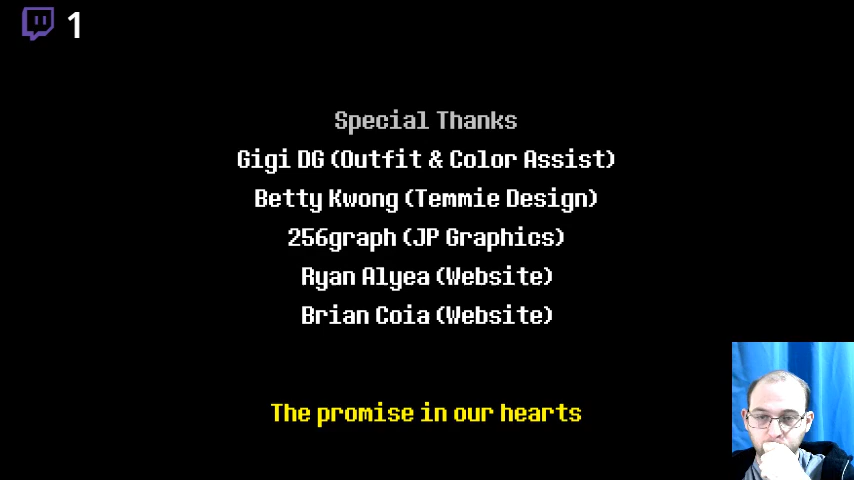 1
Special Thanks
Gigi DG (Outfit & Color Assist)
Betty Kwong (Temmie Design)
256graph (JP Graphics)
Ryan Alyea (Website)
Brian Coia (Website)
The promise in our hearts